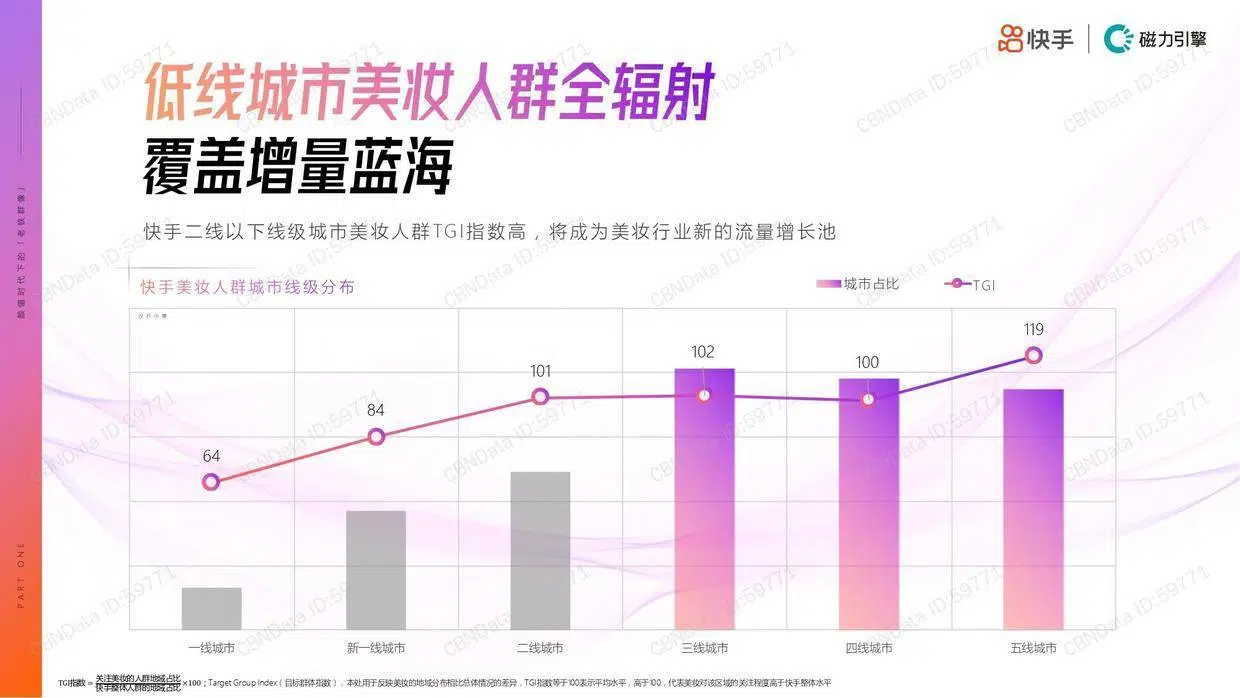 快手 磁力引擎
低线城市美妆人群全辐射
覆盖增量蓝海
快手二线以下线级城市美妆人群TGI指数高，将成为美妆行业新的流量增长池
快手美妆人群城市线级分布
城市占比 TGI
64
84
101
102
100
119
一线城市 新一线城市 二线城市 三线城市 四线城市 五线城市
TGI指数 = 关注美妆的人群地域占比
快手整体人群的地域占比
×100；Target Group Index（目标群体指数），本处用于反映美妆的地域分布相比总体情况的差异，TGI指数等于100表示平均水平，高于100，代表美妆对该区域的关注程度高于快手整体水平
颜值时代下的「老铁群像」
PART ONE
CBNData ID:59771